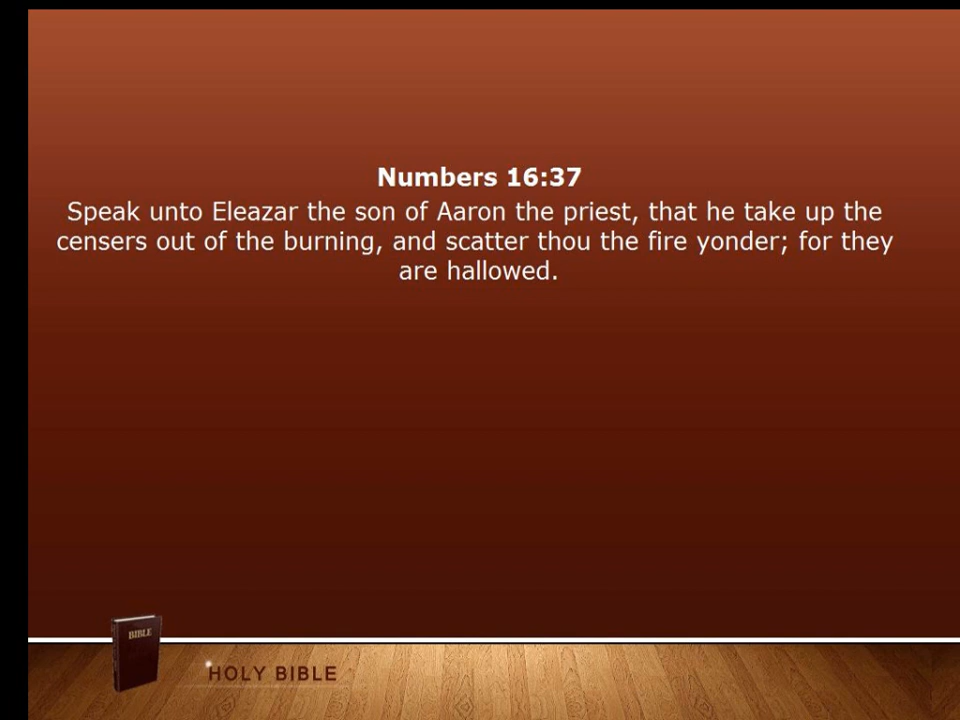 Numbers 16:37
Speak unto Eleazar the son of Aaron the priest, that he take up the
censers out of the burning, and scatter thou the fire yonder; for they
are hallowed.
BIBLE
HOLY BIBLE